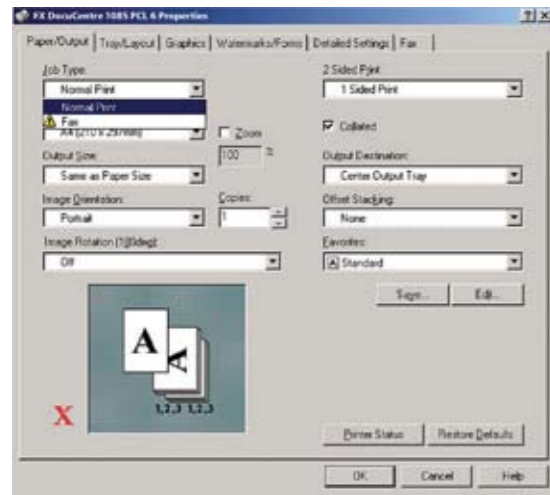 FX DocuCentre 1085 PCL 6 Properties
Paper/Output Tray/Layout Graphics Watermarks/Forms Detailed Settings Fax
Job Type:
Normal Print
Normal Print
Fax
A4 (210 x 297mm)
Zoom
100 %
Output Size:
Same as Paper Size
Image Orientation:
Portrait
Copies:
1
Image Rotation (180deg):
Off
2 Sided Print:
1 Sided Print
Collated
Output Destination:
Center Output Tray
Offset Stacking:
None
Favorites:
Standard
Save... Edit...
A A
1,2,3 1,2,3
X
Printer Status Restore Defaults
OK Cancel Help